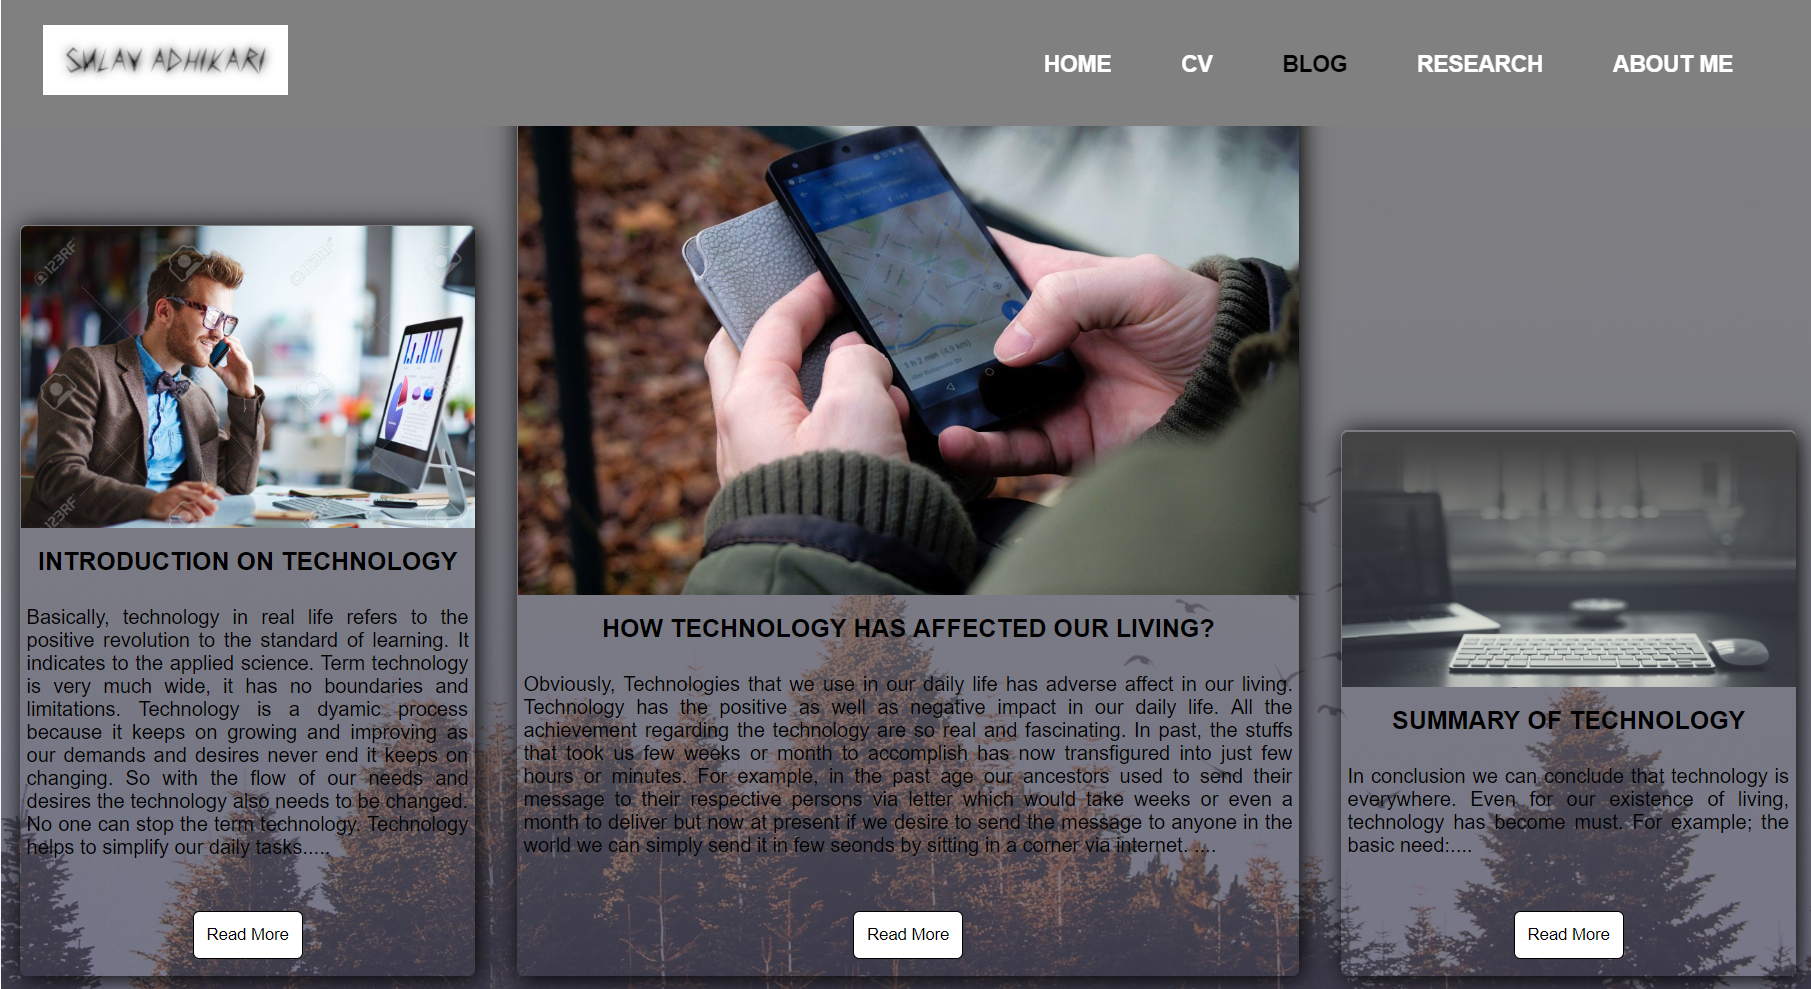 SULAV ADHIKARI
HOME CV BLOG RESEARCH ABOUT ME
123RF
123RF
123RF
1 h 2 min (4,9 km)
INTRODUCTION ON TECHNOLOGY
Basically, technology in real life refers to the
positive revolution to the standard of learning. It
indicates to the applied science. Term technology
is very much wide, it has no boundaries and
limitations. Technology is a dyamic process
because it keeps on growing and improving as
our demands and desires never end it keeps on
changing. So with the flow of our needs and
desires the technology also needs to be changed.
No one can stop the term technology. Technology
helps to simplify our daily tasks.....
Read More
HOW TECHNOLOGY HAS AFFECTED OUR LIVING?
Obviously, Technologies that we use in our daily life has adverse affect in our living.
Technology has the positive as well as negative impact in our daily life. All the
achievement regarding the technology are so real and fascinating. In past, the stuffs
that took us few weeks or month to accomplish has now transfigured into just few
hours or minutes. For example, in the past age our ancestors used to send their
message to their respective persons via letter which would take weeks or even a
month to deliver but now at present if we desire to send the message to anyone in the
world we can simply send it in few seonds by sitting in a corner via internet. ....
Read More
SUMMARY OF TECHNOLOGY
In conclusion we can conclude that technology is
everywhere. Even for our existence of living,
technology has become must. For example; the
basic need:....
Read More